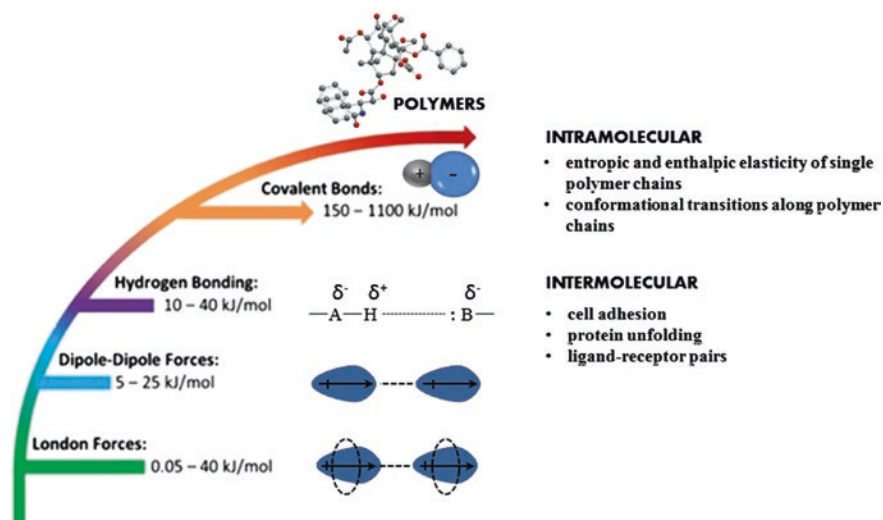 POLYMERS
+ -
Covalent Bonds:
150 – 1100 kJ/mol
Hydrogen Bonding:
10 – 40 kJ/mol
δ- δ+ δ-
—A—H---------:B—
Dipole-Dipole Forces:
5 – 25 kJ/mol
London Forces:
0.05 – 40 kJ/mol
INTRAMOLECULAR
• entropic and enthalpic elasticity of single
polymer chains
• conformational transitions along polymer
chains
INTERMOLECULAR
• cell adhesion
• protein unfolding
• ligand-receptor pairs